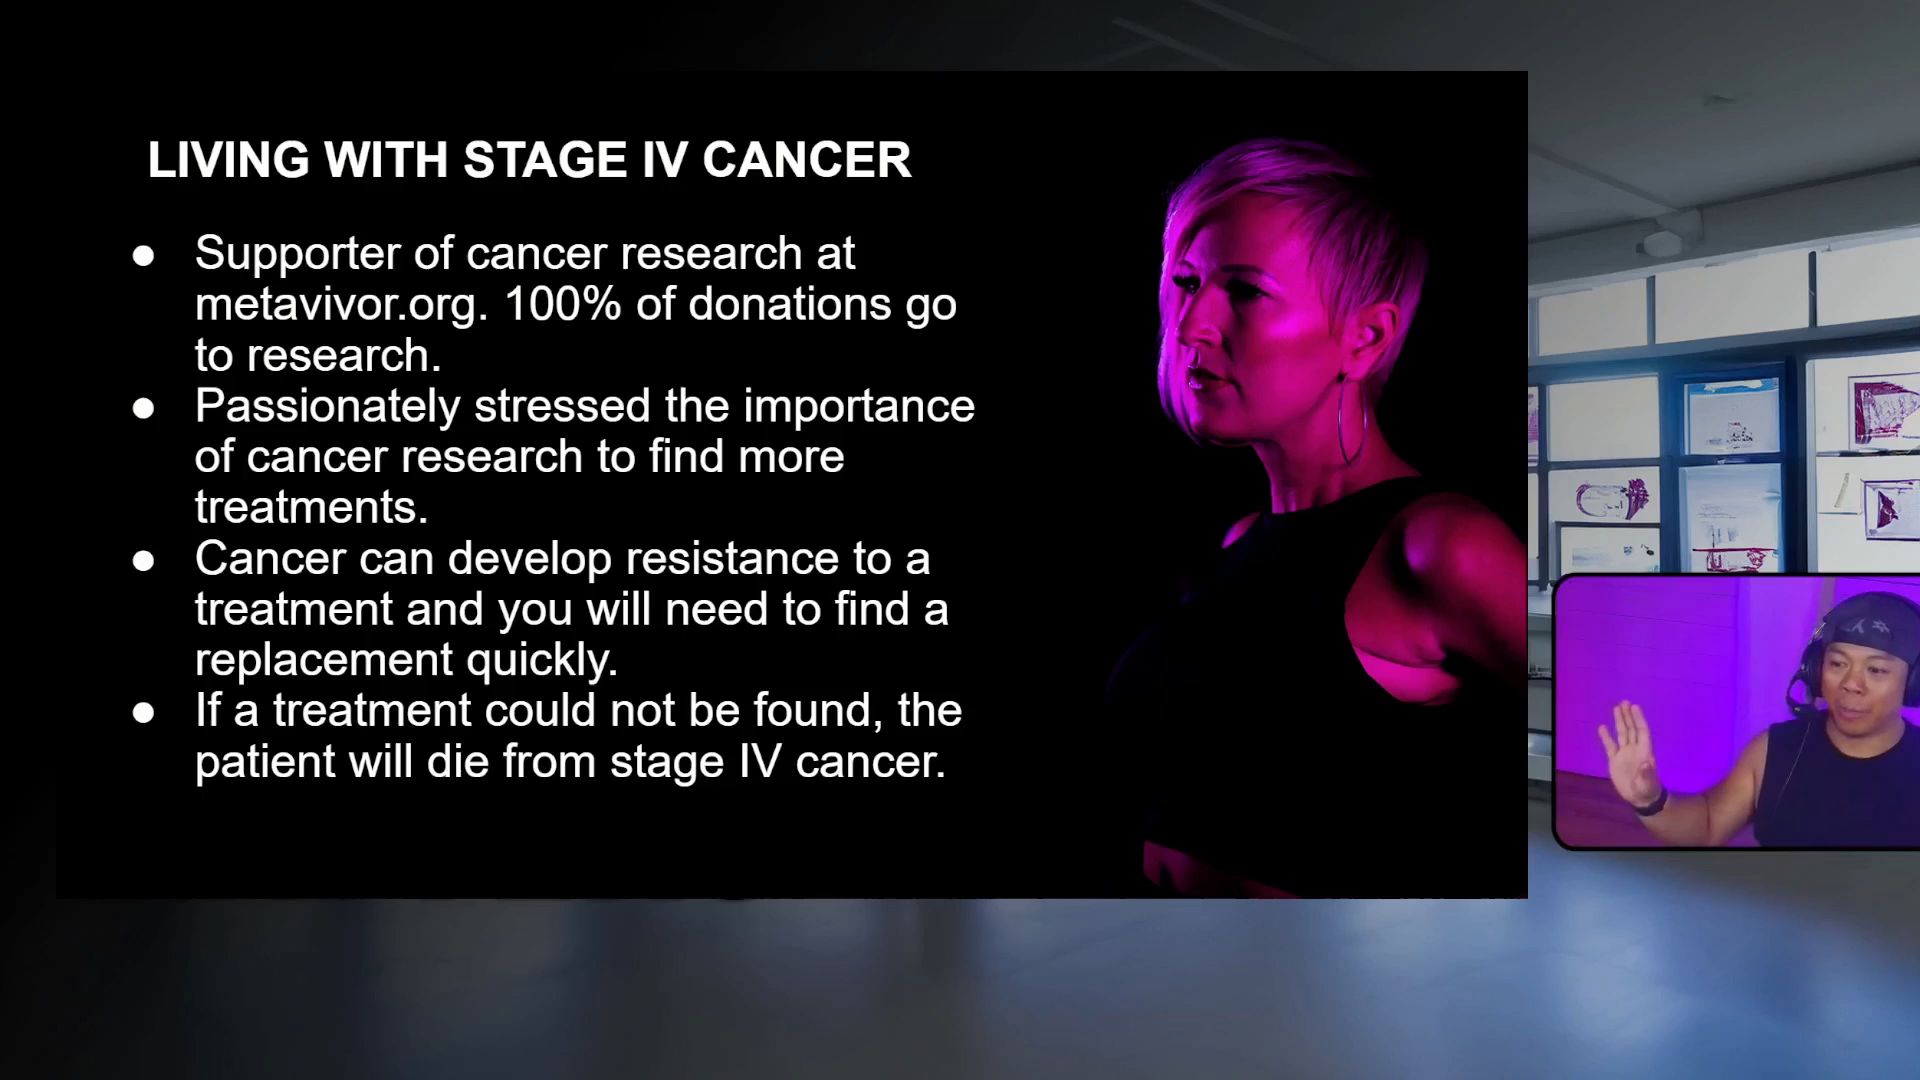 LIVING WITH STAGE IV CANCER
● Supporter of cancer research at
metavivor.org. 100% of donations go
to research.
● Passionately stressed the importance
of cancer research to find more
treatments.
● Cancer can develop resistance to a
treatment and you will need to find a
replacement quickly.
● If a treatment could not be found, the
patient will die from stage IV cancer.